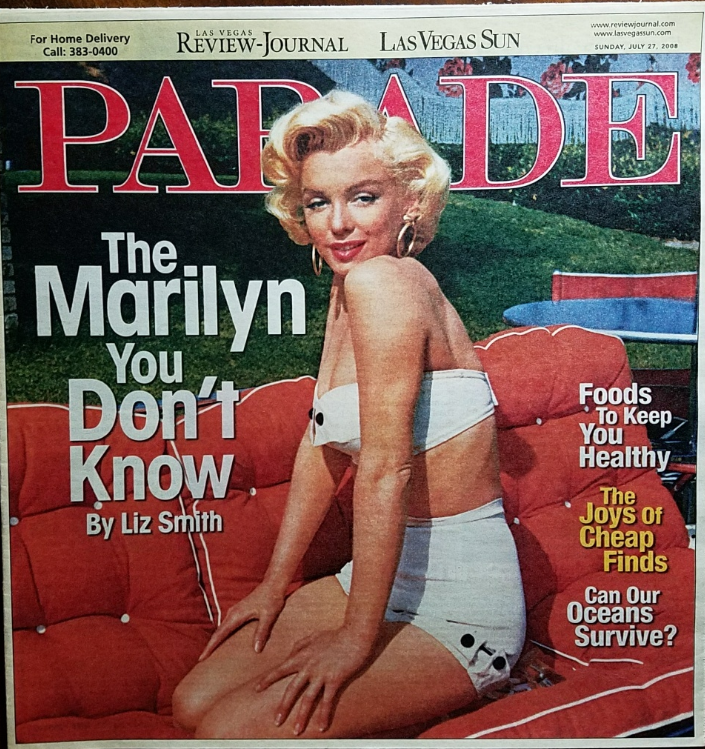 For Home Delivery
Call: 383-0400
LAS VEGAS
REVIEW-JOURNAL
LAS VEGAS SUN
www.reviewjournal.com
www.lasvegassun.com
SUNDAY, JULY 27, 2008
PARADE
The
Marilyn
You
Don't
Know
By Liz Smith
Foods
To Keep
You
Healthy
The
Joys of
Cheap
Finds
Can Our
Oceans
Survive?